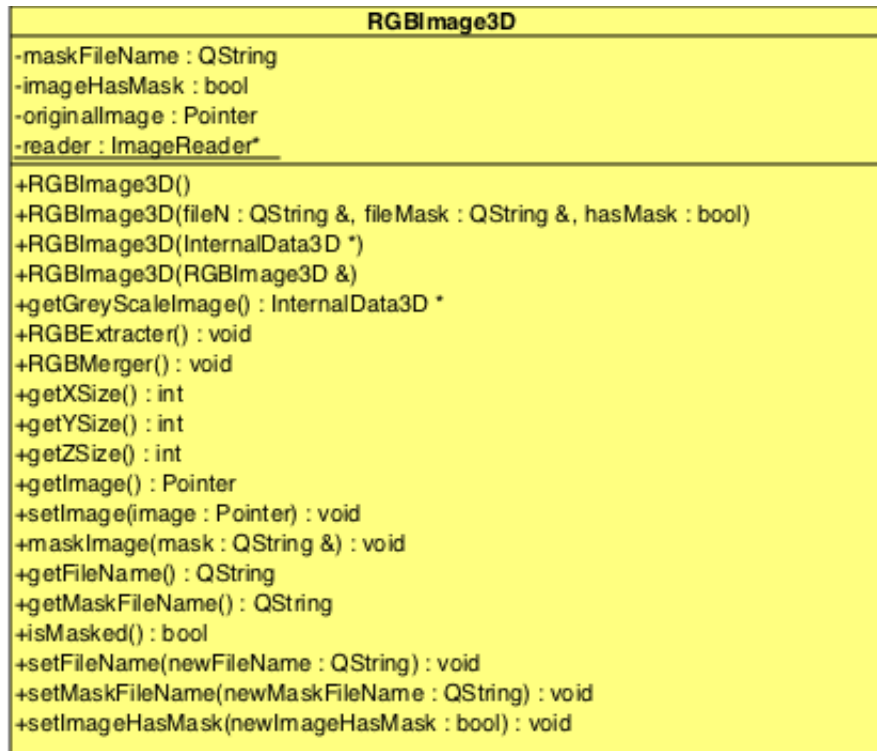 RGBImage3D
-maskFileName : QString
-imageHasMask : bool
-originalImage : Pointer
-reader : ImageReader*
+RGBImage3D()
+RGBImage3D(fileN : QString &, fileMask : QString &, hasMask : bool)
+RGBImage3D(InternalData3D *)
+RGBImage3D(RGBImage3D &)
+getGreyScaleImage() : InternalData3D *
+RGBExtracter() : void
+RGBMerger() : void
+getXSize() : int
+getYSize() : int
+getZSize() : int
+getImage() : Pointer
+setImage(image : Pointer) : void
+maskImage(mask : QString &) : void
+getFileName() : QString
+getMaskFileName() : QString
+isMasked() : bool
+setFileName(newFileName : QString) : void
+setMaskFileName(newMaskFileName : QString) : void
+setImageHasMask(newImageHasMask : bool) : void